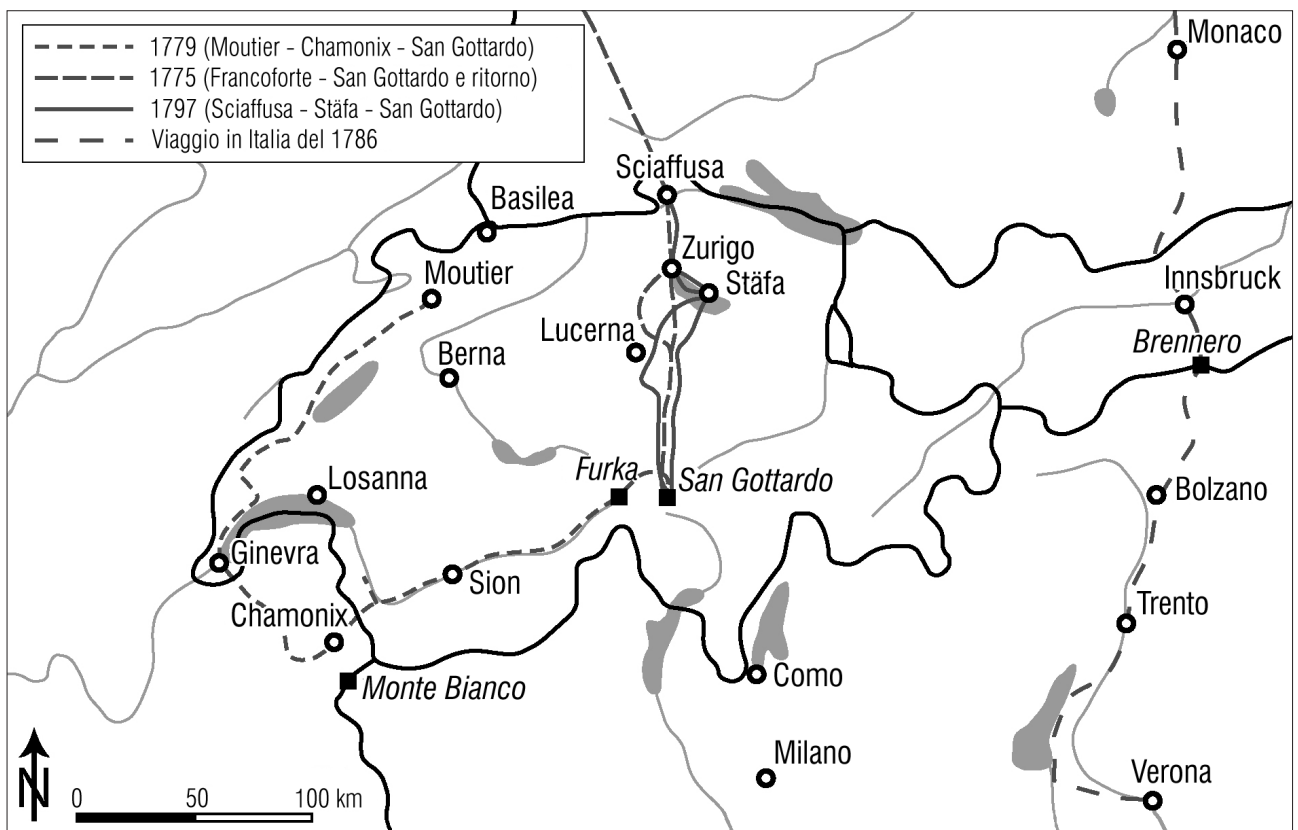 1779 (Moutier - Chamonix - San Gottardo)
1775 (Francoforte - San Gottardo e ritorno)
1797 (Sciaffusa - Stäfa - San Gottardo)
Viaggio in Italia del 1786
Monaco
Sciaffusa
Basilea
Zurigo
Moutier
Stäfa
Innsbruck
Lucerna
Brennero
Berna
Furka
San Gottardo
Losanna
Bolzano
Ginevra
Sion
Chamonix
Trento
Monte Bianco
Como
Milano
Verona
N
0 50 100 km